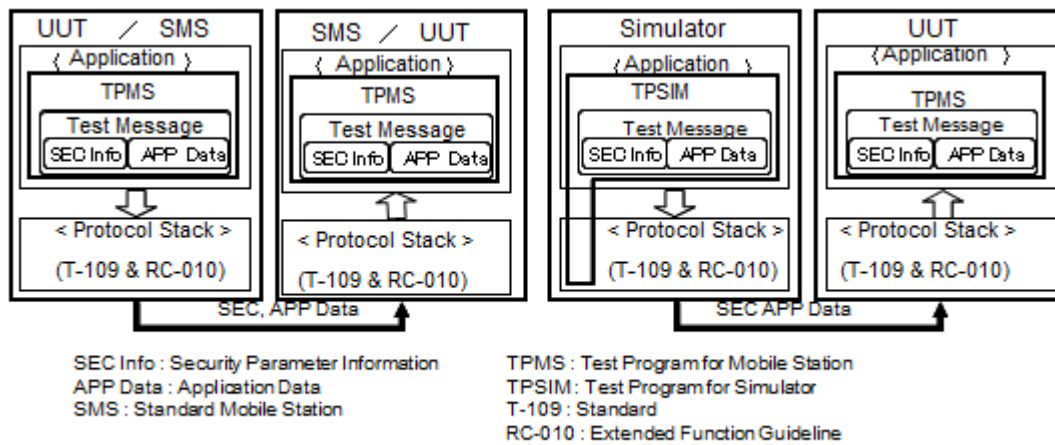 UUT / SMS
{ Application }
TPMS
Test Message
SEC Info APP Data
< Protocol Stack >
(T-109 & RC-010)
SMS / UUT
{ Application }
TPMS
Test Message
SEC Info APP Data
< Protocol Stack >
(T-109 & RC-010)
SEC, APP Data
Simulator
{ Application }
TPSIM
Test Message
SEC Info APP Data
< Protocol Stack >
(T-109 & RC-010)
UUT
{ Application }
TPMS
Test Message
SEC Info APP Data
< Protocol Stack >
(T-109 & RC-010)
SEC APP Data
SEC Info : Security Parameter Information
APP Data : Application Data
SMS : Standard Mobile Station
TPMS : Test Program for Mobile Station
TPSIM : Test Program for Simulator
T-109 : Standard
RC-010 : Extended Function Guideline